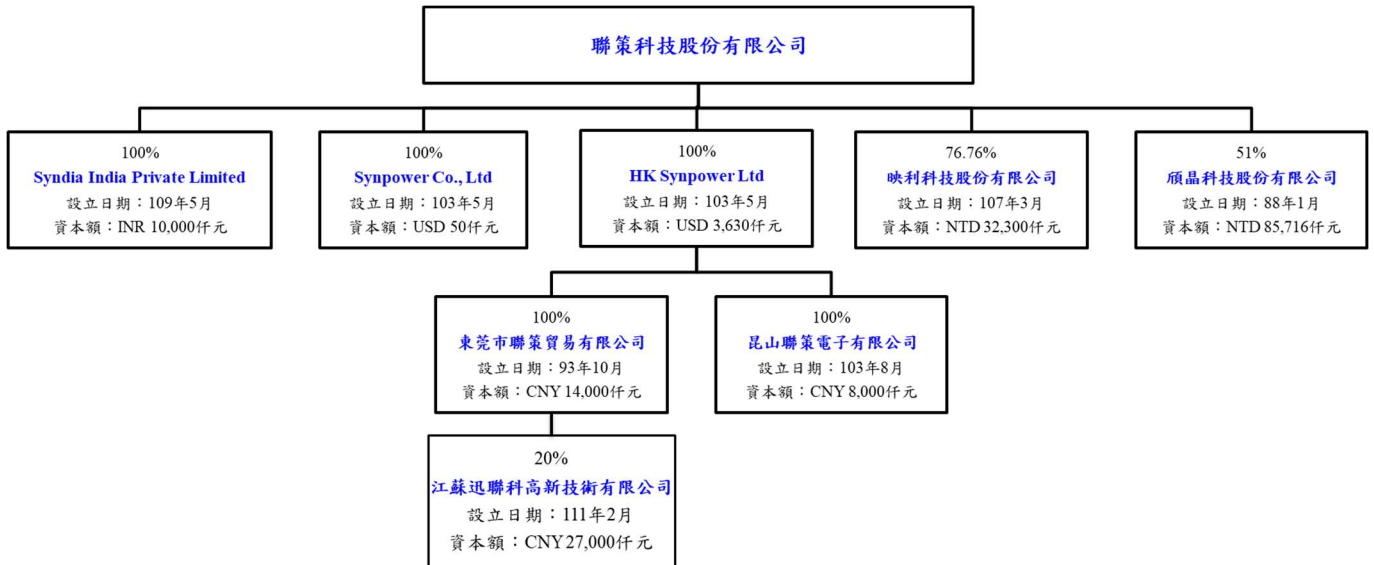 聯策科技股份有限公司
100%
Syndia India Private Limited
設立日期：109年5月
資本額：INR 10,000仟元
100%
Synpower Co., Ltd
設立日期：103年5月
資本額：USD 50仟元
100%
HK Synpower Ltd
設立日期：103年5月
資本額：USD 3,630仟元
76.76%
映利科技股份有限公司
設立日期：107年3月
資本額：NTD 32,300仟元
51%
頎晶科技股份有限公司
設立日期：88年1月
資本額：NTD 85,716仟元
100%
東莞市聯策貿易有限公司
設立日期：93年10月
資本額：CNY 14,000仟元
100%
昆山聯策電子有限公司
設立日期：103年8月
資本額：CNY 8,000仟元
20%
江蘇迅聯科高新技術有限公司
設立日期：111年2月
資本額：CNY 27,000仟元